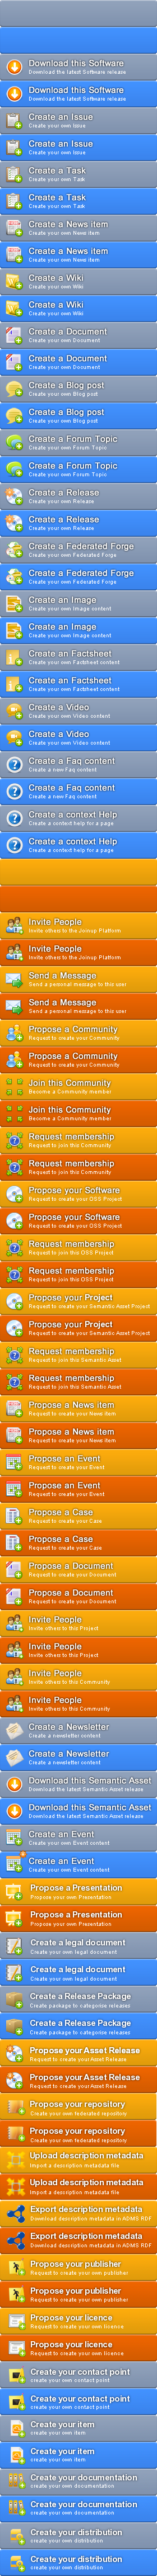 Download this Software
Download the latest Software release
Download this Software
Download the latest Software release
Create an Issue
Create your own Issue
Create an Issue
Create your own Issue
Create a Task
Create your own Task
Create a Task
Create your own Task
Create a News item
Create your own News item
Create a News item
Create your own News item
Create a Wiki
Create your own Wiki
Create a Wiki
Create your own Wiki
Create a Document
Create your own Document
Create a Document
Create your own Document
Create a Blog post
Create your own Blog post
Create a Blog post
Create your own Blog post
Create a Forum Topic
Create your own Forum Topic
Create a Forum Topic
Create your own Forum Topic
Create a Release
Create your own Release
Create a Release
Create your own Release
Create a Federated Forge
Create your own Federated Forge
Create a Federated Forge
Create your own Federated Forge
Create an Image
Create your own Image content
Create an Image
Create your own Image content
Create an Factsheet
Create your own Factsheet content
Create an Factsheet
Create your own Factsheet content
Create a Video
Create your own Video content
Create a Video
Create your own Video content
Create a Faq content
Create a new Faq content
Create a Faq content
Create a new Faq content
Create a context Help
Create a context help for a page
Create a context Help
Create a context help for a page
Invite People
Invite others to the Joinup Platform
Invite People
Invite others to the Joinup Platform
Send a Message
Send a personal message to this user
Send a Message
Send a personal message to this user
Propose a Community
Request to create your Community
Propose a Community
Request to create your Community
Join this Community
Become a Community member
Join this Community
Become a Community member
Request membership
Request to join this Community
Request membership
Request to join this Community
Propose your Software
Request to create your OSS Project
Propose your Software
Request to create your OSS Project
Request membership
Request to join this OSS Project
Request membership
Request to join this OSS Project
Propose your Project
Request to create your Semantic Asset Project
Propose your Project
Request to create your Semantic Asset Project
Request membership
Request to join this Semantic Asset
Request membership
Request to join this Semantic Asset
Propose a News item
Request to create your News item
Propose a News item
Request to create your News item
Propose an Event
Request to create your Event
Propose an Event
Request to create your Event
Propose a Case
Request to create your Case
Propose a Case
Request to create your Case
Propose a Document
Request to create your Document
Propose a Document
Request to create your Document
Invite People
Invite others to this Project
Invite People
Invite others to this Project
Invite People
Invite others to this Community
Invite People
Invite others to this Community
Create a Newsletter
Create a newsletter content
Create a Newsletter
Create a newsletter content
Download this Semantic Asset
Download the latest Semantic Asset release
Download this Semantic Asset
Download the latest Semantic Asset release
Create an Event
Create your own Event content
Create an Event
Create your own Event content
Propose a Presentation
Propose your own Presentation
Propose a Presentation
Propose your own Presentation
Create a legal document
Create your own legal document
Create a legal document
Create your own legal document
Create a Release Package
Create package to categorize releases
Create a Release Package
Create package to categorize releases
Propose your Asset Release
Request to create your Asset Release
Propose your Asset Release
Request to create your Asset Release
Propose your repository
Create your own federated repository
Propose your repository
Create your own federated repository
Upload description metadata
Import a description metadata file
Upload description metadata
Import a description metadata file
Export description metadata
Download description metadata in ADMS RDF
Export description metadata
Download description metadata in ADMS RDF
Propose your publisher
Request to create your own publisher
Propose your publisher
Request to create your own publisher
Propose your licence
Request to create your own licence
Propose your licence
Request to create your own licence
Create your contact point
create your own contact point
Create your contact point
create your own contact point
Create your item
create your own item
Create your item
create your own item
Create your documentation
create your own documentation
Create your documentation
create your own documentation
Create your distribution
create your own distribution
Create your distribution
create your own distribution